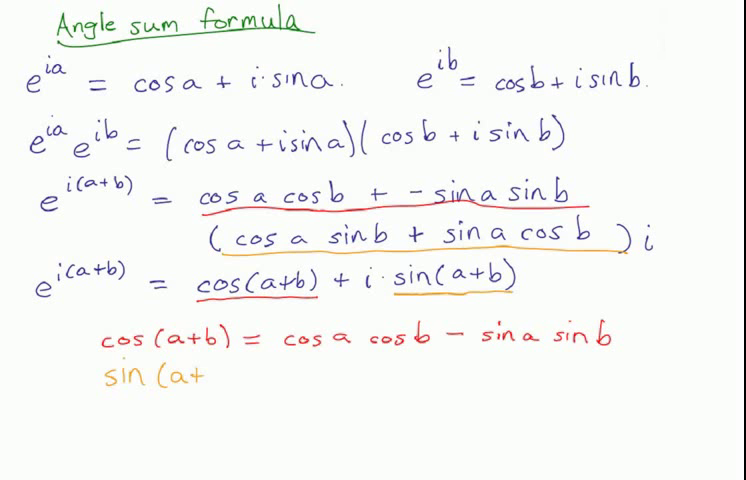 Angle sum formula
e^{ia} = cos a + i · sin a.    e^{ib} = cos b + i sin b.
e^{ia} e^{ib} = (cos a + i sin a)(cos b + i sin b)
e^{i(a+b)} = cos a cos b + - sin a sin b
(cos a sin b + sin a cos b) i
e^{i(a+b)} = cos(a+b) + i · sin(a+b)
cos (a+b) = cos a cos b - sin a sin b
sin (a+